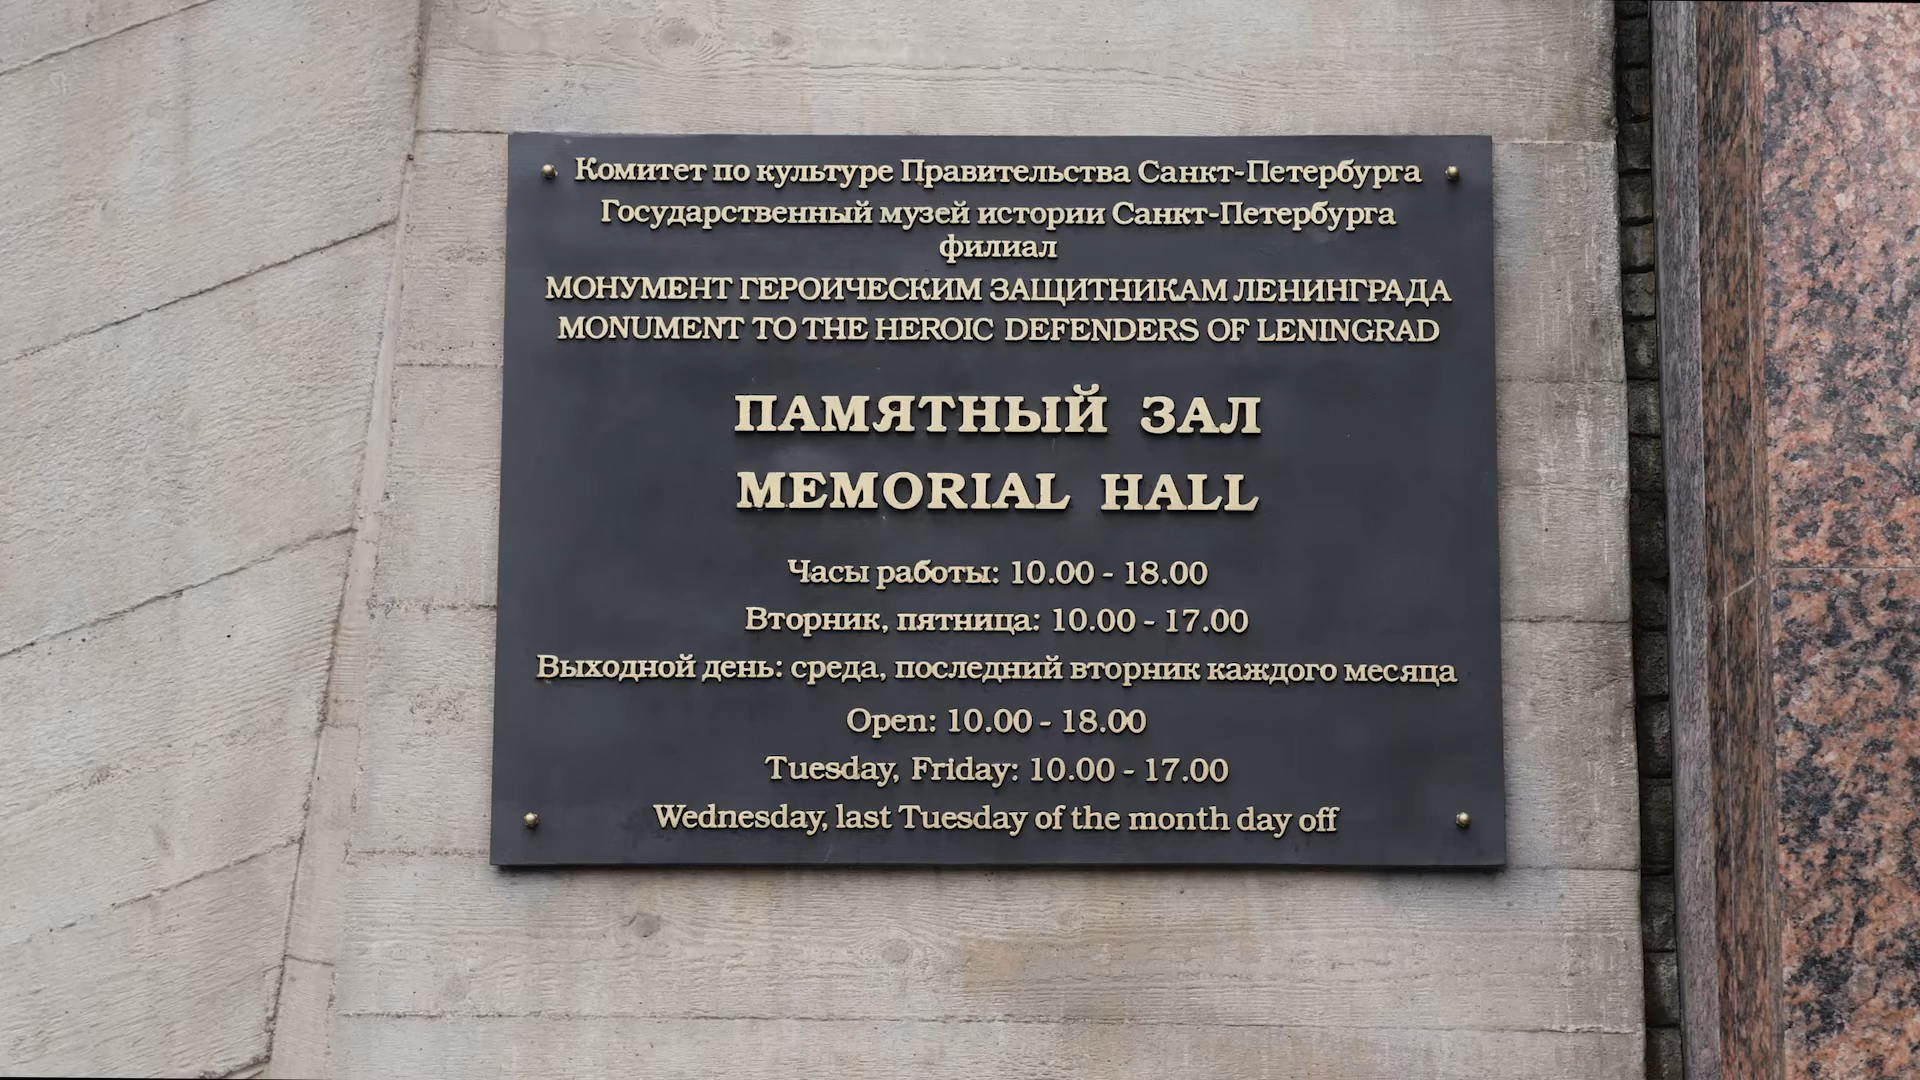 Комитет по культуре Правительства Санкт-Петербурга
Государственный музей истории Санкт-Петербурга
филиал
МОНУМЕНТ ГЕРОИЧЕСКИМ ЗАЩИТНИКАМ ЛЕНИНГРАДА
MONUMENT TO THE HEROIC DEFENDERS OF LENINGRAD
ПАМЯТНЫЙ ЗАЛ
MEMORIAL HALL
Часы работы: 10.00 - 18.00
Вторник, пятница: 10.00 - 17.00
Выходной день: среда, последний вторник каждого месяца
Open: 10.00 - 18.00
Tuesday, Friday: 10.00 - 17.00
Wednesday, last Tuesday of the month day off